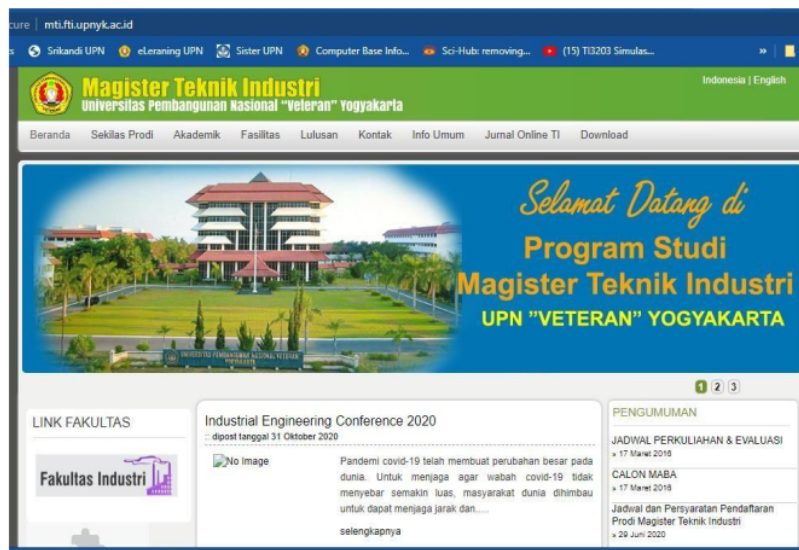 cure | mti.fti.upnyk.ac.id
s Srikandi UPN eLeraning UPN Sister UPN Computer Base Info... Sci-Hub: removing... (15) TI3203 Simulas... »
Magister Teknik Industri
Universitas Pembangunan Nasional "Veteran" Yogyakarta
Indonesia | English
Beranda Sekilas Prodi Akademik Fasilitas Lulusan Kontak Info Umum Jurnal Online TI Download
Selamat Datang di
Program Studi
Magister Teknik Industri
UPN "VETERAN" YOGYAKARTA
UNIVERSITAS PEMBANGUNAN NASIONAL VETERAN
YOGYAKARTA
1 2 3
LINK FAKULTAS
Fakultas Industri
Industrial Engineering Conference 2020
:: dipost tanggal 31 Oktober 2020
No Image
Pandemi covid-19 telah membuat perubahan besar pada
dunia. Untuk menjaga agar wabah covid-19 tidak
menyebar semakin luas, masyarakat dunia dihimbau
untuk dapat menjaga jarak dan.....
selengkapnya
PENGUMUMAN
JADWAL PERKULIAHAN & EVALUASI
» 17 Maret 2016
CALON MABA
» 17 Maret 2016
Jadwal dan Persyaratan Pendaftaran
Prodi Magister Teknik Industri
» 29 Juni 2020